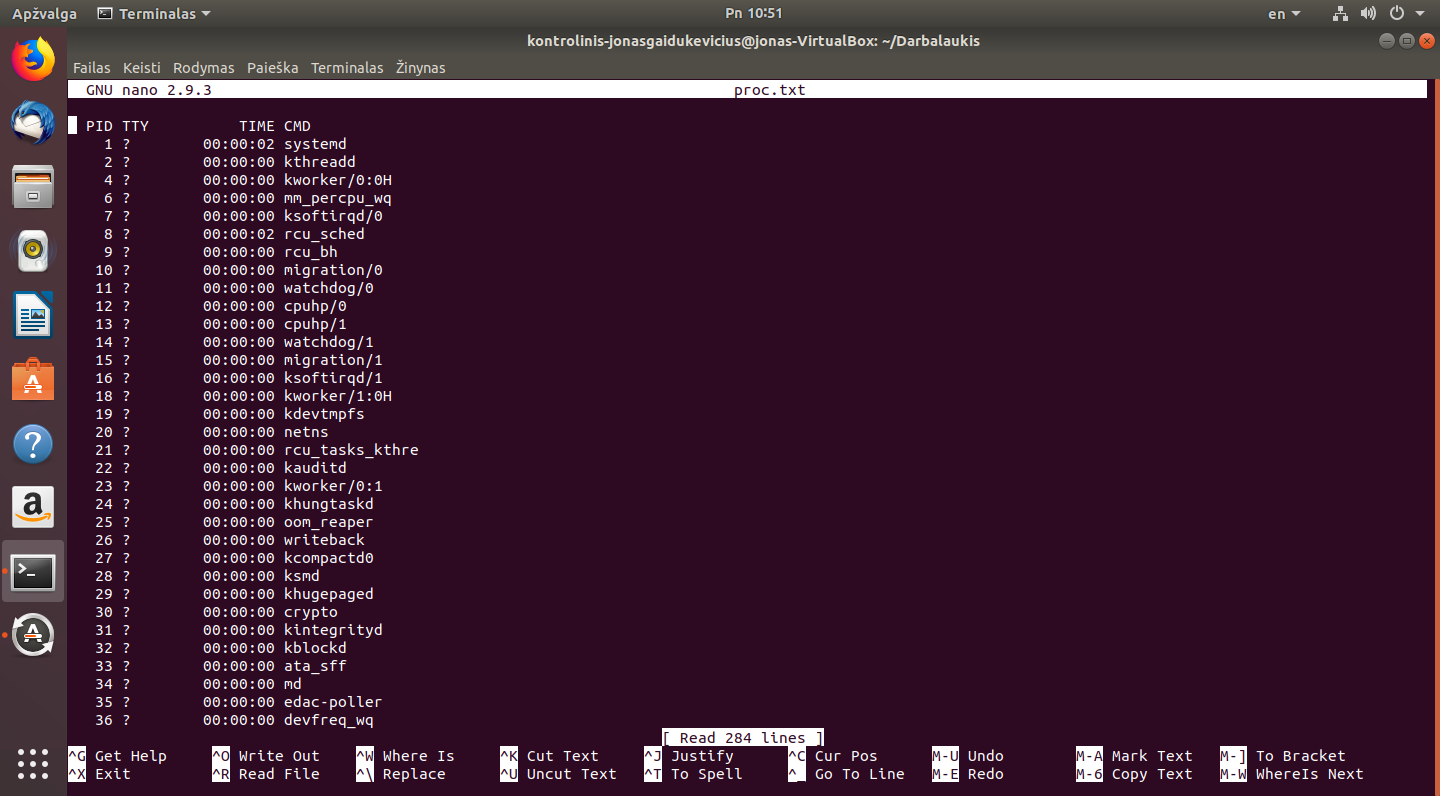 Apžvalga Terminalas Pn 10:51 en
kontrolinis-jonasgaidukevicius@jonas-VirtualBox: ~/Darbalaukis
Failas Keisti Rodymas Paieška Terminalas Žinynas
GNU nano 2.9.3 proc.txt
PID TTY TIME CMD
1 ? 00:00:02 systemd
2 ? 00:00:00 kthreadd
4 ? 00:00:00 kworker/0:0H
6 ? 00:00:00 mm_percpu_wq
7 ? 00:00:00 ksoftirqd/0
8 ? 00:00:02 rcu_sched
9 ? 00:00:00 rcu_bh
10 ? 00:00:00 migration/0
11 ? 00:00:00 watchdog/0
12 ? 00:00:00 cpuhp/0
13 ? 00:00:00 cpuhp/1
14 ? 00:00:00 watchdog/1
15 ? 00:00:00 migration/1
16 ? 00:00:00 ksoftirqd/1
18 ? 00:00:00 kworker/1:0H
19 ? 00:00:00 kdevtmpfs
20 ? 00:00:00 netns
21 ? 00:00:00 rcu_tasks_kthre
22 ? 00:00:00 kauditd
23 ? 00:00:00 kworker/0:1
24 ? 00:00:00 khungtaskd
25 ? 00:00:00 oom_reaper
26 ? 00:00:00 writeback
27 ? 00:00:00 kcompactd0
28 ? 00:00:00 ksmd
29 ? 00:00:00 khugepaged
30 ? 00:00:00 crypto
31 ? 00:00:00 kintegrityd
32 ? 00:00:00 kblockd
33 ? 00:00:00 ata_sff
34 ? 00:00:00 md
35 ? 00:00:00 edac-poller
36 ? 00:00:00 devfreq_wq
[ Read 284 lines ]
^G Get Help ^O Write Out ^W Where Is ^K Cut Text ^J Justify ^C Cur Pos M-U Undo M-A Mark Text M-] To Bracket
^X Exit ^R Read File ^\ Replace ^U Uncut Text ^T To Spell ^_ Go To Line M-E Redo M-6 Copy Text M-W WhereIs Next